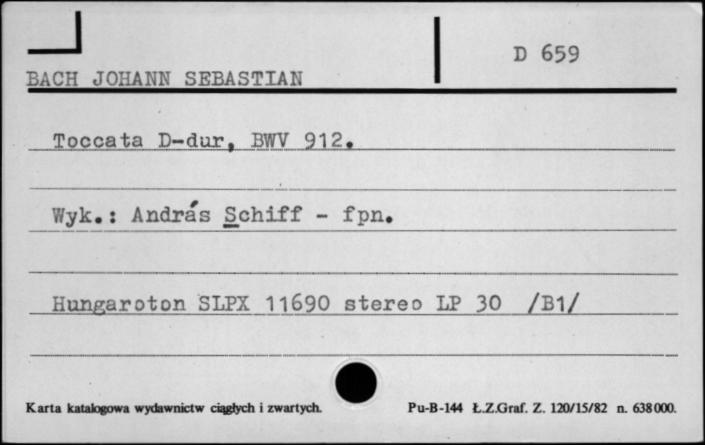 D 659
BACH JOHANN SEBASTIAN
Toccata D-dur, BWV 912.
Wyk.: András Schiff - fpn.
Hungaroton SLPX 11690 stereo LP 30 /B1/
Karta katalogowa wydawnictw ciągłych i zwartych. Pu-B-144 Ł.Z.Graf. Z. 120/15/82 n. 638000.